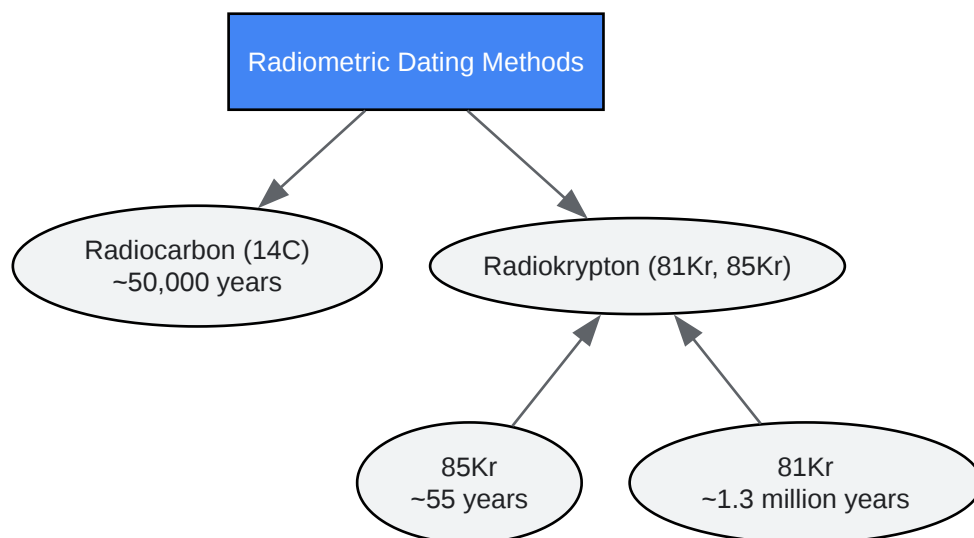 Radiometric Dating Methods
Radiocarbon (14C)
~50,000 years
Radiokrypton (81Kr, 85Kr)
85Kr
~55 years
81Kr
~1.3 million years